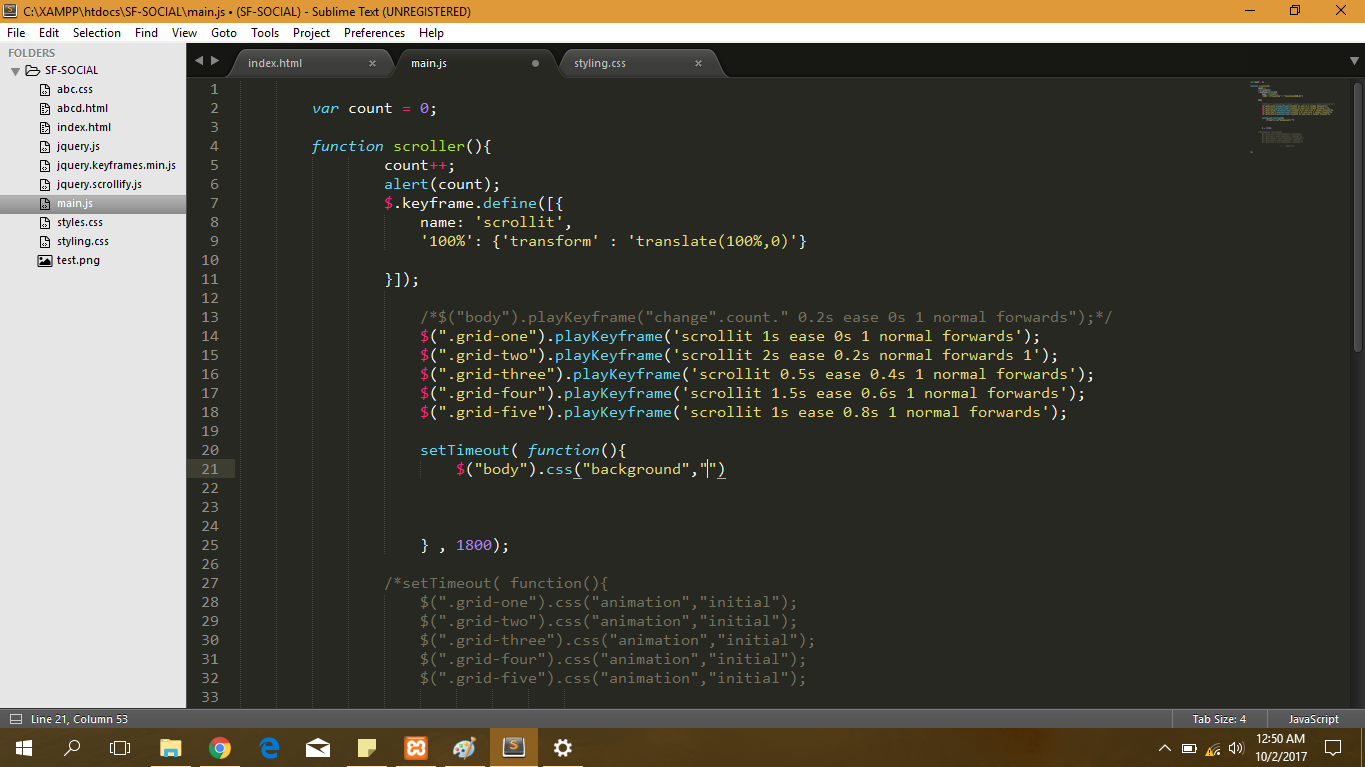 C:\XAMPP\htdocs\SF-SOCIAL\main.js • (SF-SOCIAL) - Sublime Text (UNREGISTERED)
File Edit Selection Find View Goto Tools Project Preferences Help
FOLDERS
SF-SOCIAL
abc.css
abcd.html
index.html
jquery.js
jquery.keyframes.min.js
jquery.scrollify.js
main.js
styles.css
styling.css
test.png
index.html × main.js styling.css ×
1
2 var count = 0;
3
4 function scroller(){
5 count++;
6 alert(count);
7 $.keyframe.define([{
8 name: 'scrollit',
9 '100%': {'transform' : 'translate(100%,0)'}
10
11 }]);
12
13 /*$("body").playKeyframe("change".count." 0.2s ease 0s 1 normal forwards");*/
14 $(".grid-one").playKeyframe('scrollit 1s ease 0s 1 normal forwards');
15 $(".grid-two").playKeyframe('scrollit 2s ease 0.2s normal forwards 1');
16 $(".grid-three").playKeyframe('scrollit 0.5s ease 0.4s 1 normal forwards');
17 $(".grid-four").playKeyframe('scrollit 1.5s ease 0.6s 1 normal forwards');
18 $(".grid-five").playKeyframe('scrollit 1s ease 0.8s 1 normal forwards');
19
20 setTimeout( function(){
21 $("body").css("background","")
22
23
24
25 } , 1800);
26
27 /*setTimeout( function(){
28 $(".grid-one").css("animation","initial");
29 $(".grid-two").css("animation","initial");
30 $(".grid-three").css("animation","initial");
31 $(".grid-four").css("animation","initial");
32 $(".grid-five").css("animation","initial");
33
Line 21, Column 53 Tab Size: 4 JavaScript
12:50 AM
10/2/2017